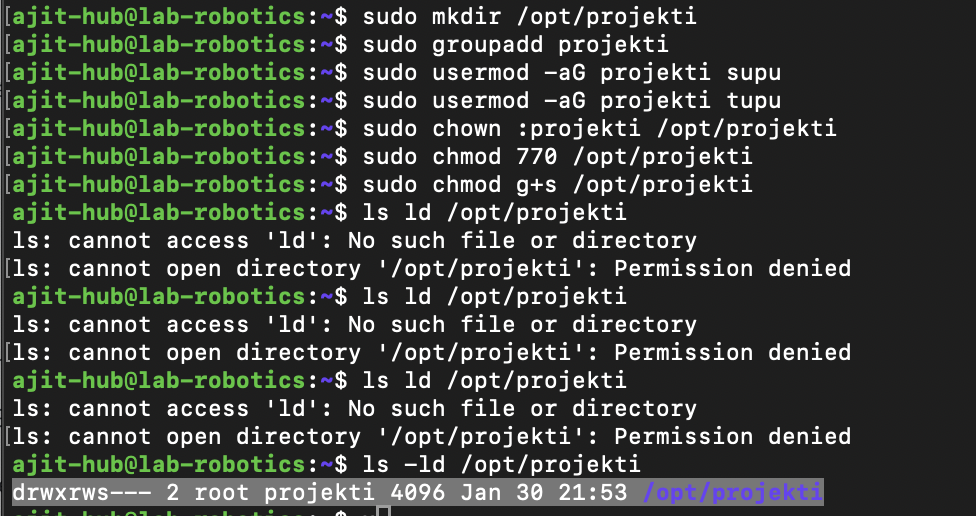 [ajit-hub@lab-robotics:~$ sudo mkdir /opt/projekti
[ajit-hub@lab-robotics:~$ sudo groupadd projekti
[ajit-hub@lab-robotics:~$ sudo usermod -aG projekti supu
[ajit-hub@lab-robotics:~$ sudo usermod -aG projekti tupu
[ajit-hub@lab-robotics:~$ sudo chown :projekti /opt/projekti
[ajit-hub@lab-robotics:~$ sudo chmod 770 /opt/projekti
[ajit-hub@lab-robotics:~$ sudo chmod g+s /opt/projekti
ajit-hub@lab-robotics:~$ ls ld /opt/projekti
ls: cannot access 'ld': No such file or directory
[ls: cannot open directory '/opt/projekti': Permission denied
ajit-hub@lab-robotics:~$ ls ld /opt/projekti
ls: cannot access 'ld': No such file or directory
[ls: cannot open directory '/opt/projekti': Permission denied
ajit-hub@lab-robotics:~$ ls ld /opt/projekti
ls: cannot access 'ld': No such file or directory
[ls: cannot open directory '/opt/projekti': Permission denied
ajit-hub@lab-robotics:~$ ls -ld /opt/projekti
drwxrws--- 2 root projekti 4096 Jan 30 21:53 /opt/projekti